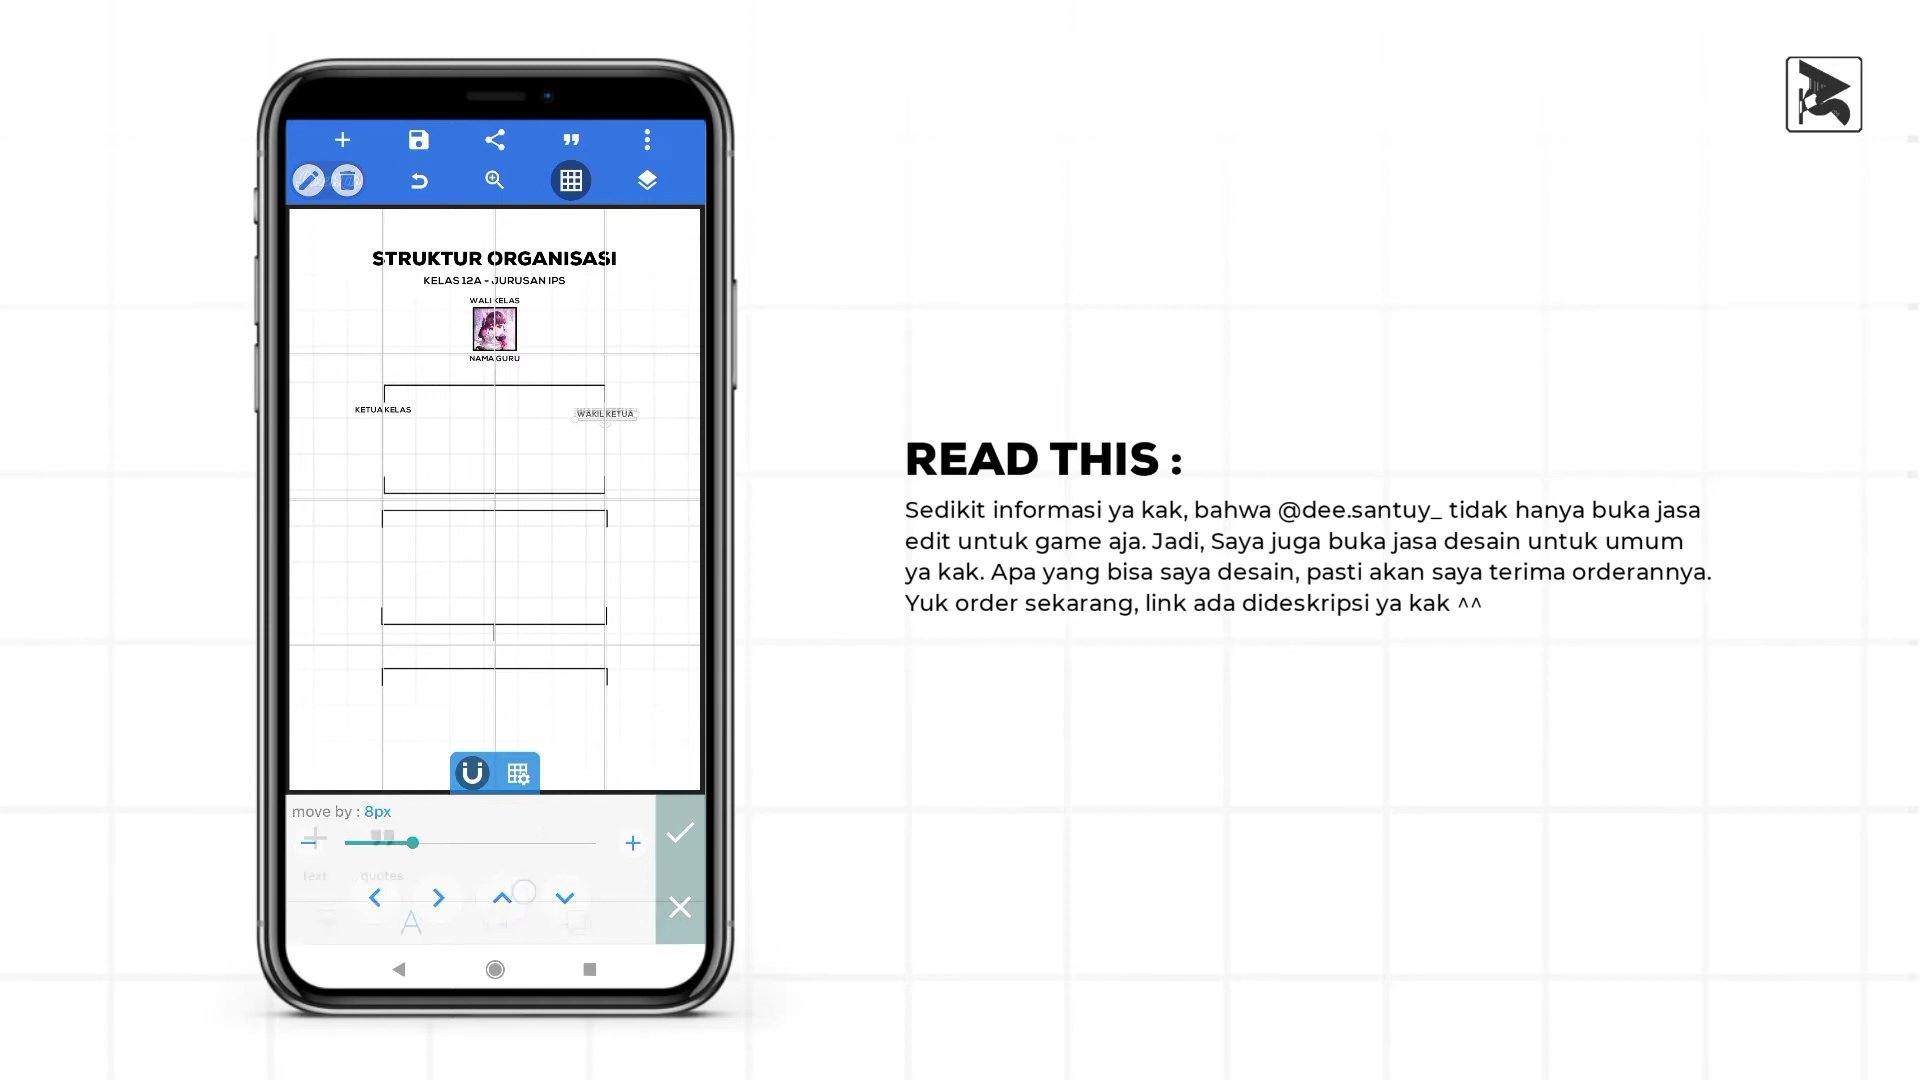 STRUKTUR ORGANISASI
KELAS 12A - JURUSAN IPS
WALI KELAS
NAMA GURU
KETUA KELAS
WAKIL KETUA
move by : 8px
Text
quotes
READ THIS :
Sedikit informasi ya kak, bahwa @dee.santuy_ tidak hanya buka jasa
edit untuk game aja. Jadi, Saya juga buka jasa desain untuk umum
ya kak. Apa yang bisa saya desain, pasti akan saya terima orderannya.
Yuk order sekarang, link ada dideskripsi ya kak ^^